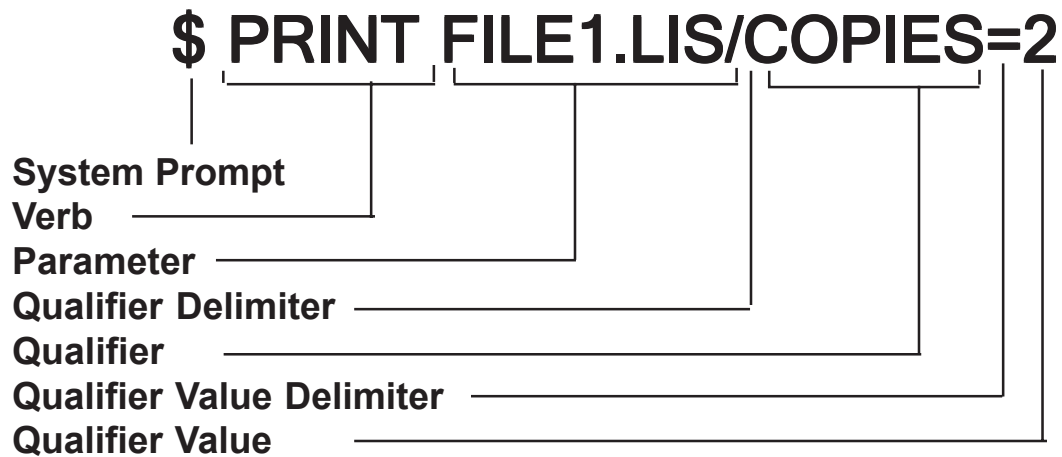 $ PRINT FILE1.LIS/COPIES=2
System Prompt
Verb
Parameter
Qualifier Delimiter
Qualifier
Qualifier Value Delimiter
Qualifier Value